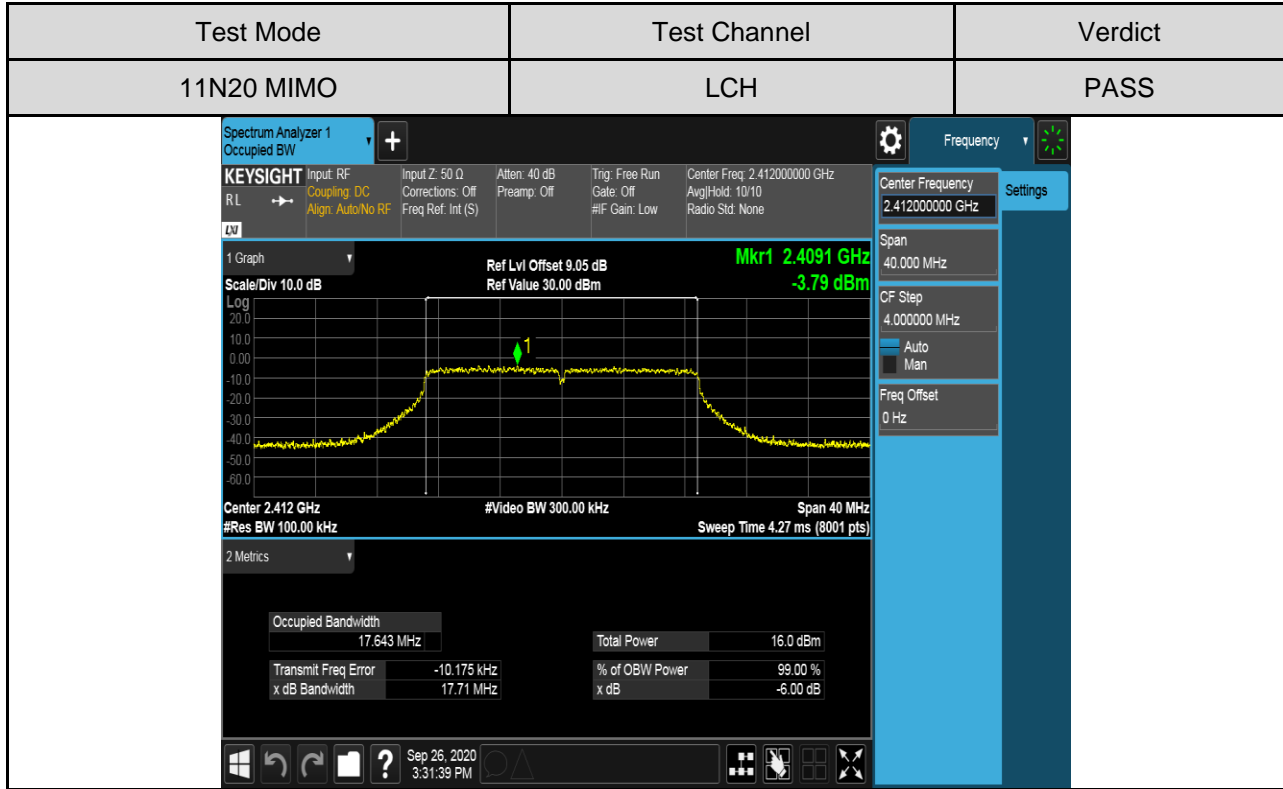 Test Mode Test Channel Verdict
11N20 MIMO LCH PASS
Spectrum Analyzer 1
Occupied BW
+
Frequency
KEYSIGHT
RL
LXI
Input: RF
Coupling: DC
Align: Auto/No RF
Input Z: 50 Ω
Corrections: Off
Freq Ref: Int (S)
Atten: 40 dB
Preamp: Off
Trig: Free Run
Gate: Off
#IF Gain: Low
Center Freq: 2.412000000 GHz
Avg|Hold: 10/10
Radio Std: None
Center Frequency
2.412000000 GHz
Settings
Span
40.000 MHz
CF Step
4.000000 MHz
Auto
Man
Freq Offset
0 Hz
1 Graph
Scale/Div 10.0 dB
Ref Lvl Offset 9.05 dB
Ref Value 30.00 dBm
Mkr1 2.4091 GHz
-3.79 dBm
Log
20.0
10.0
0.00
-10.0
-20.0
-30.0
-40.0
-50.0
-60.0
1
Center 2.412 GHz #Video BW 300.00 kHz Span 40 MHz
#Res BW 100.00 kHz Sweep Time 4.27 ms (8001 pts)
2 Metrics
Occupied Bandwidth
17.643 MHz
Total Power 16.0 dBm
Transmit Freq Error -10.175 kHz % of OBW Power 99.00 %
x dB Bandwidth 17.71 MHz x dB -6.00 dB
?
Sep 26, 2020
3:31:39 PM